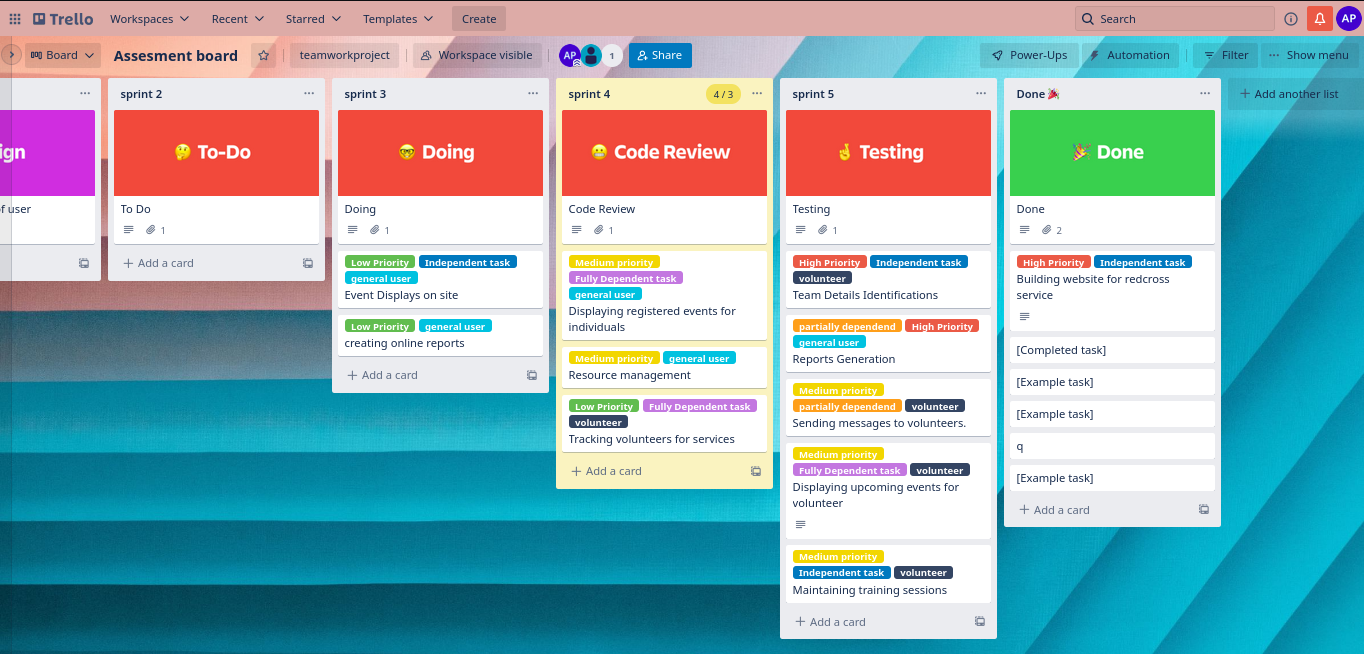 Trello
Workspaces
Recent
Starred
Templates
Create
Search
AP
Board
Assesment board
teamworkproject
Workspace visible
AP
1
Share
Power-Ups
Automation
Filter
Show menu
ign
f user
sprint 2
To-Do
To Do
1
Add a card
sprint 3
Doing
Doing
1
Low Priority Independent task
general user
Event Displays on site
Low Priority general user
creating online reports
Add a card
sprint 4
4 / 3
Code Review
Code Review
1
Medium priority
Fully Dependent task
general user
Displaying registered events for
individuals
Medium priority general user
Resource management
Low Priority Fully Dependent task
volunteer
Tracking volunteers for services
Add a card
sprint 5
Testing
Testing
1
High Priority Independent task
volunteer
Team Details Identifications
partially dependend High Priority
general user
Reports Generation
Medium priority
partially dependend volunteer
Sending messages to volunteers.
Medium priority
Fully Dependent task volunteer
Displaying upcoming events for
volunteer
Medium priority
Independent task volunteer
Maintaining training sessions
Add a card
Done
Done
Done
2
High Priority Independent task
Building website for redcross
service
[Completed task]
[Example task]
[Example task]
q
[Example task]
Add a card
Add another list